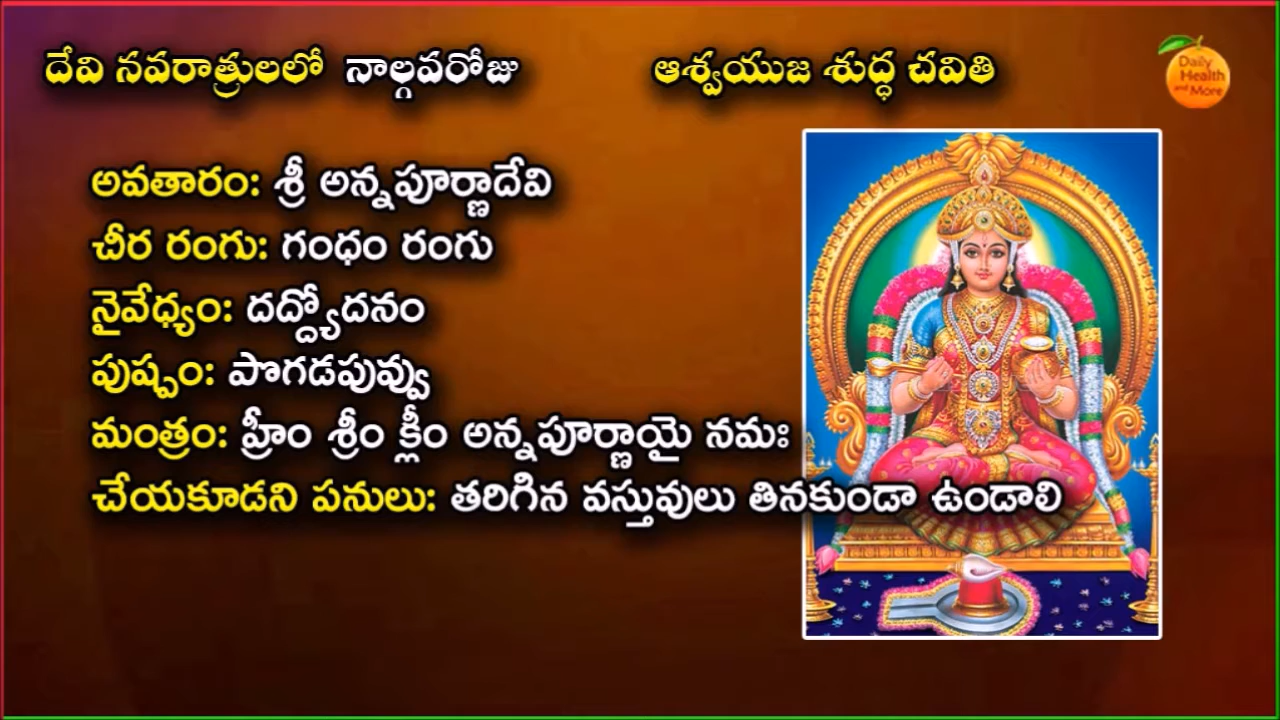 దేవి నవరాత్రులలో నాల్గవరోజు
ఆశ్వయుజ శుద్ధ చవితి
Daily
Health
and
More
అవతారం: శ్రీ అన్నపూర్ణాదేవి
చీర రంగు: గంధం రంగు
నైవేధ్యం: దద్ద్యోదనం
పుష్పం: పొగడపువ్వు
మంత్రం: హ్రీం శ్రీం క్లీం అన్నపూర్ణాయై నమః
చేయకూడని పనులు: తరిగిన వస్తువులు తినకుండా ఉండాలి